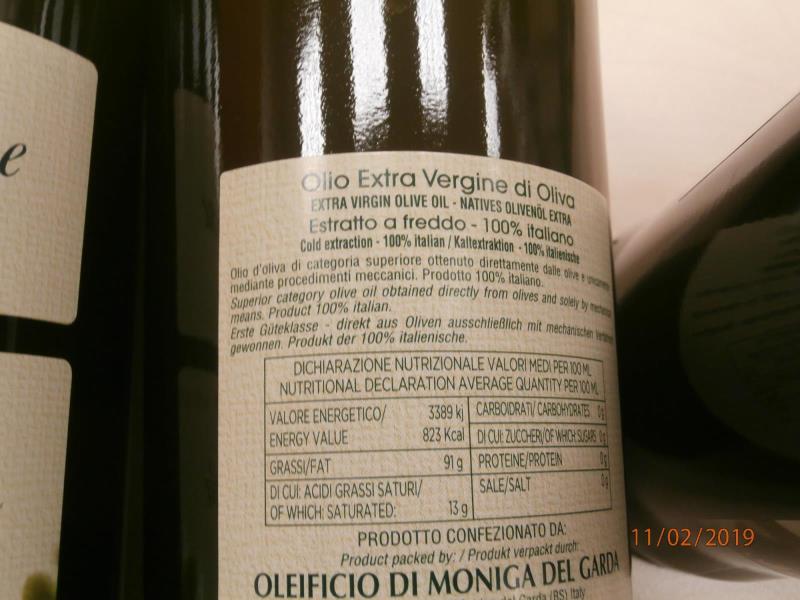 e
Olio Extra Vergine di Oliva
EXTRA VIRGIN OLIVE OIL - NATIVES OLIVENÖL EXTRA
Estratto a freddo - 100% italiano
Cold extraction - 100% italian / Kaltextraktion - 100% italienische
Olio d'oliva di categoria superiore ottenuto direttamente dalle olive e unicamente
mediante procedimenti meccanici. Prodotto 100% italiano.
Superior category olive oil obtained directly from olives and solely by mechanical
means. Product 100% italian.
Erste Güteklasse - direkt aus Oliven ausschließlich mit mechanischen
gewonnen. Produkt der 100% italienische.
DICHIARAZIONE NUTRIZIONALE VALORI MEDI PER 100 ML
NUTRITIONAL DECLARATION AVERAGE QUANTITY PER 100 ML
VALORE ENERGETICO/ 3389 kj
ENERGY VALUE 823 Kcal
GRASSI/FAT 91 g
DI CUI: ACIDI GRASSI SATURI/
OF WHICH: SATURATED: 13 g
CARBOIDRATI/ CARBOHYDRATES 0g
DI CUI: ZUCCHERI/OF WHICH SUGARS 0g
PROTEINE/PROTEIN 0g
SALE/SALT 0g
PRODOTTO CONFEZIONATO DA:
Product packed by: / Produkt verpackt durch:
OLEIFICIO DI MONIGA DEL GARDA
del Garda (BS) Italy
11/02/2019